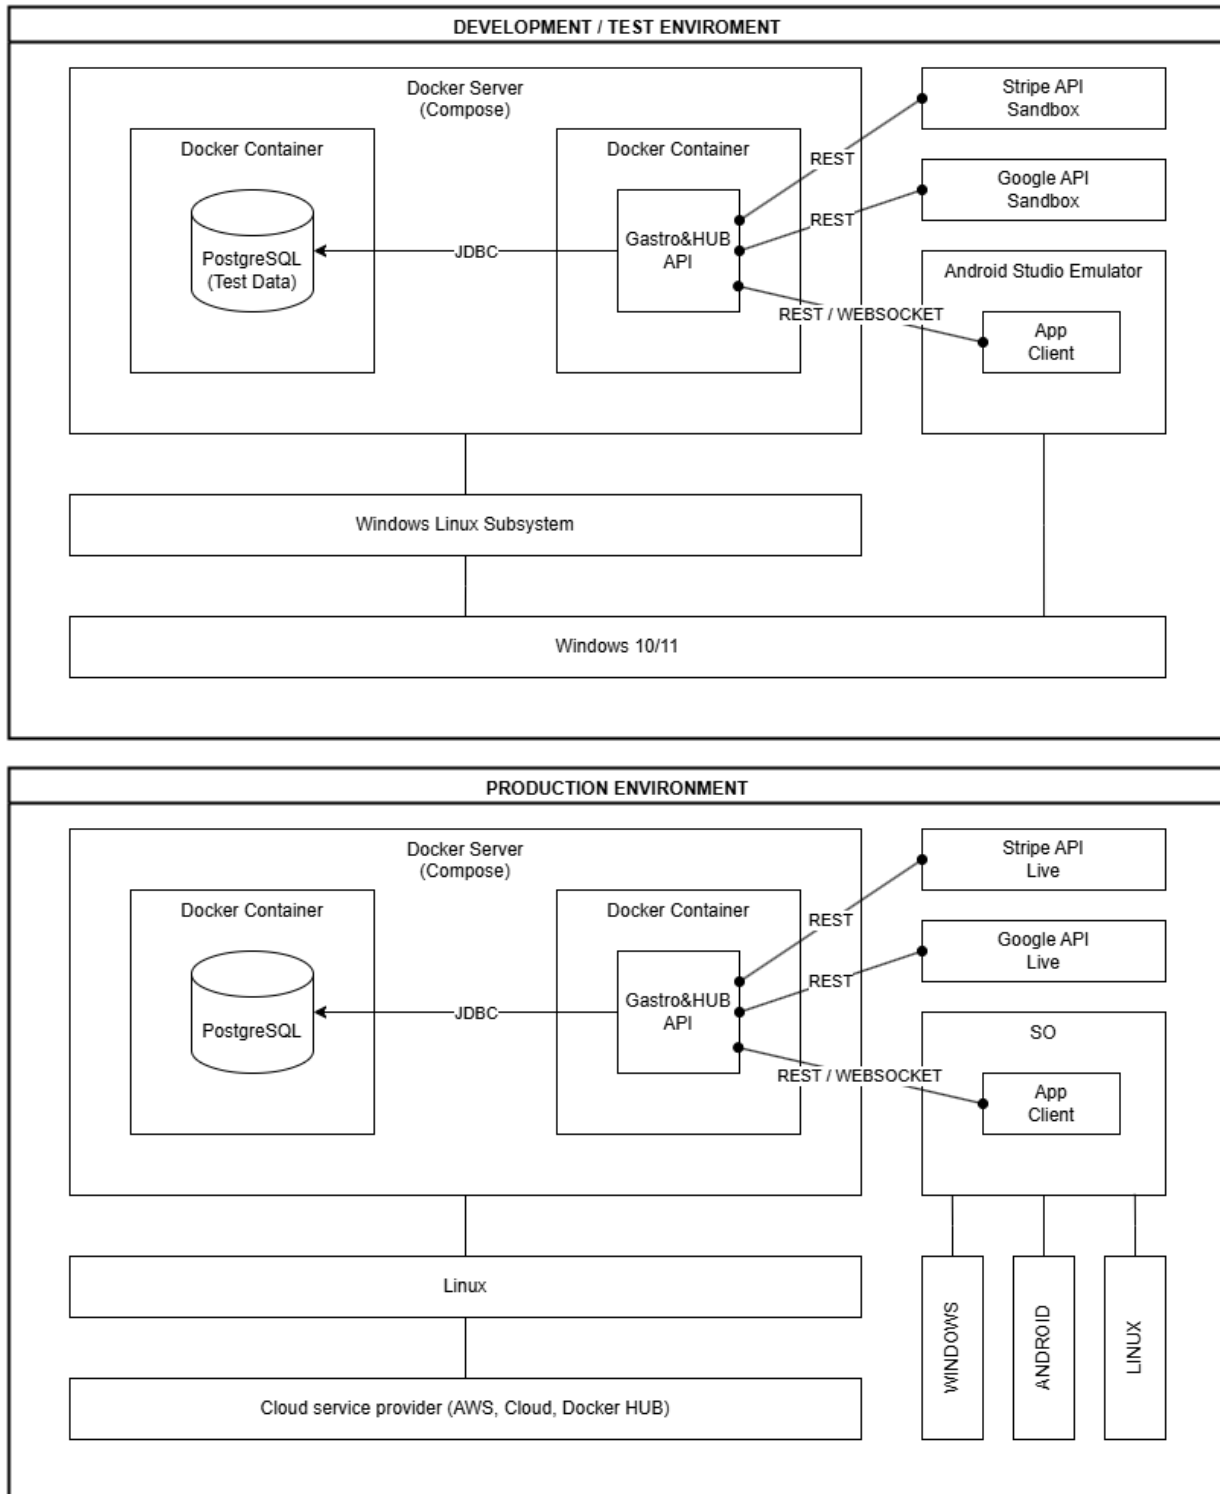 DEVELOPMENT / TEST ENVIROMENT
Docker Server
(Compose)
Docker Container
PostgreSQL
(Test Data)
JDBC
Docker Container
Gastro&HUB
API
REST
REST
REST / WEBSOCKET
Stripe API
Sandbox
Google API
Sandbox
Android Studio Emulator
App
Client
Windows Linux Subsystem
Windows 10/11
PRODUCTION ENVIRONMENT
Docker Server
(Compose)
Docker Container
PostgreSQL
JDBC
Docker Container
Gastro&HUB
API
REST
REST
REST / WEBSOCKET
Stripe API
Live
Google API
Live
SO
App
Client
Linux
Cloud service provider (AWS, Cloud, Docker HUB)
WINDOWS
ANDROID
LINUX